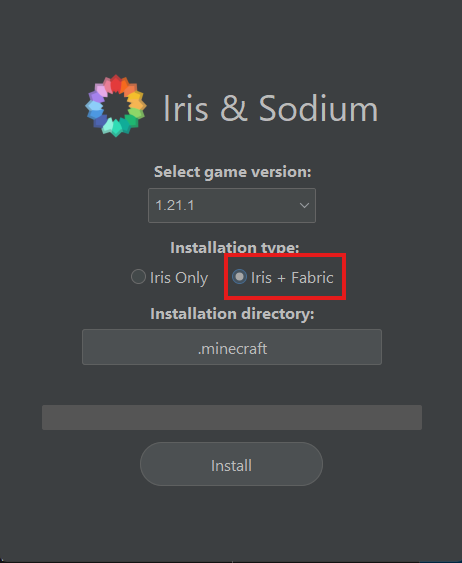 Iris & Sodium
Select game version:
1.21.1
Installation type:
Iris Only Iris + Fabric
Installation directory:
.minecraft
Install